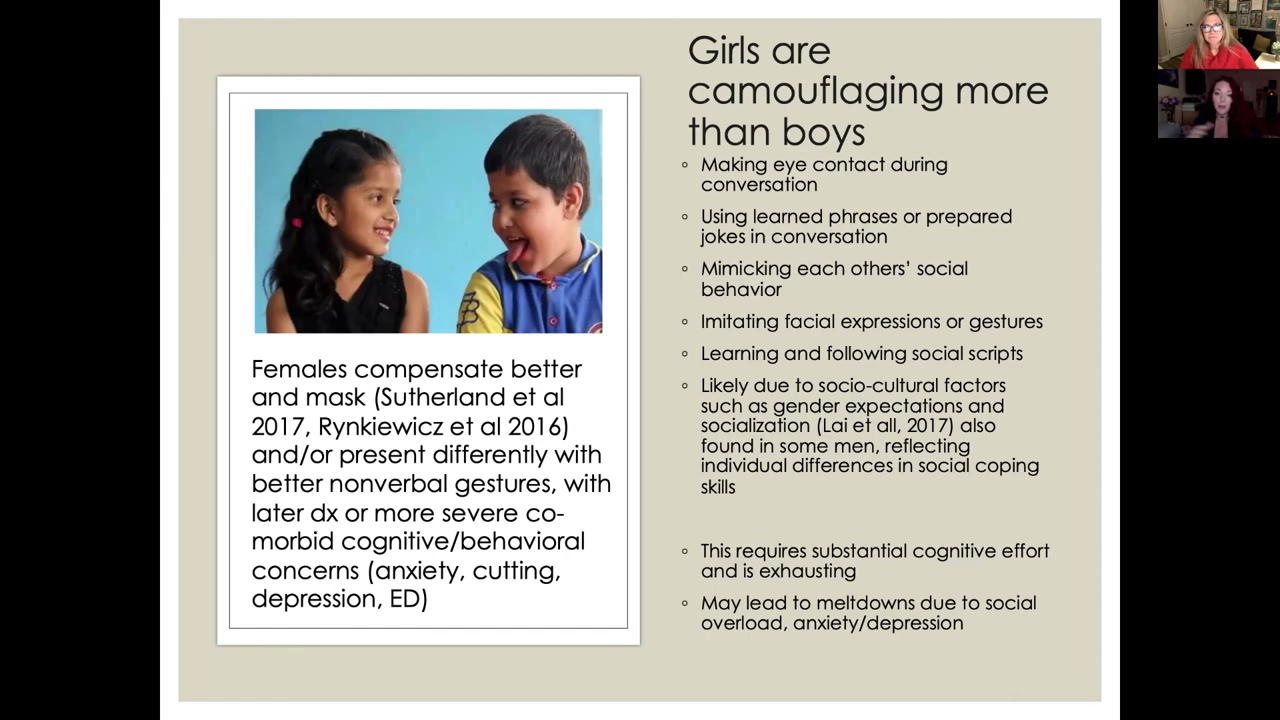 Girls are
camouflaging more
than boys
◦ Making eye contact during
conversation
◦ Using learned phrases or prepared
jokes in conversation
◦ Mimicking each others’ social
behavior
◦ Imitating facial expressions or gestures
◦ Learning and following social scripts
◦ Likely due to socio-cultural factors
such as gender expectations and
socialization (Lai et all, 2017) also
found in some men, reflecting
individual differences in social coping
skills
◦ This requires substantial cognitive effort
and is exhausting
◦ May lead to meltdowns due to social
overload, anxiety/depression
Females compensate better
and mask (Sutherland et al
2017, Rynkiewicz et al 2016)
and/or present differently with
better nonverbal gestures, with
later dx or more severe co-
morbid cognitive/behavioral
concerns (anxiety, cutting,
depression, ED)